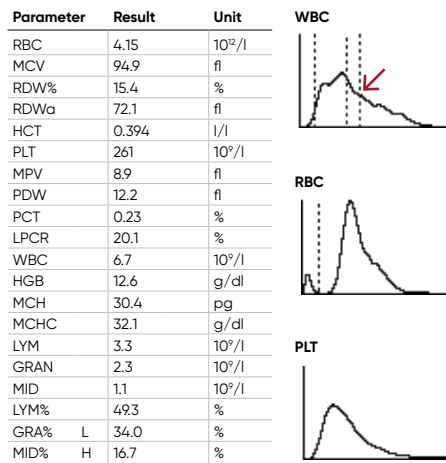 Parameter Result Unit
RBC 4.15 10¹²/l
MCV 94.9 fl
RDW% 15.4 %
RDWa 72.1 fl
HCT 0.394 l/l
PLT 261 10⁹/l
MPV 8.9 fl
PDW 12.2 fl
PCT 0.23 %
LPCR 20.1 %
WBC 6.7 10⁹/l
HGB 12.6 g/dl
MCH 30.4 pg
MCHC 32.1 g/dl
LYM 3.3 10⁹/l
GRAN 2.3 10⁹/l
MID 1.1 10⁹/l
LYM% 49.3 %
GRA% L 34.0 %
MID% H 16.7 %
WBC
RBC
PLT